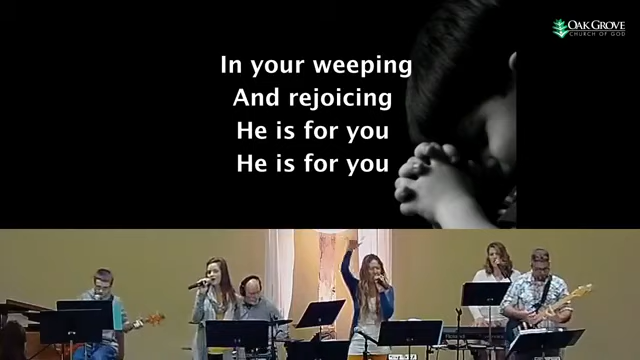 OAK GROVE
CHURCH OF GOD
In your weeping
And rejoicing
He is for you
He is for you